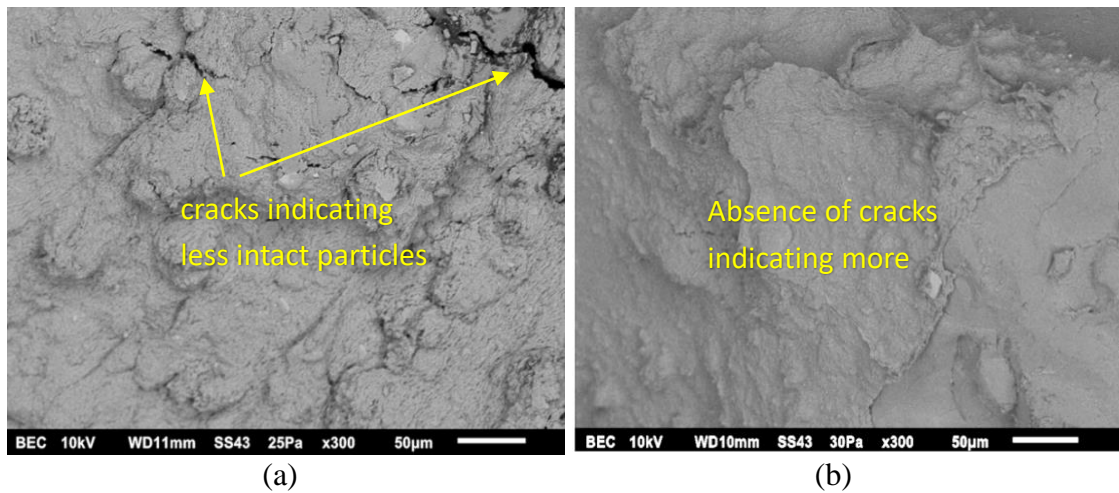 cracks indicating
less intact particles
Absence of cracks
indicating more
BEC 10kV WD11mm SS43 25Pa x300 50µm
BEC 10kV WD10mm SS43 30Pa x300 50µm
(a)
(b)